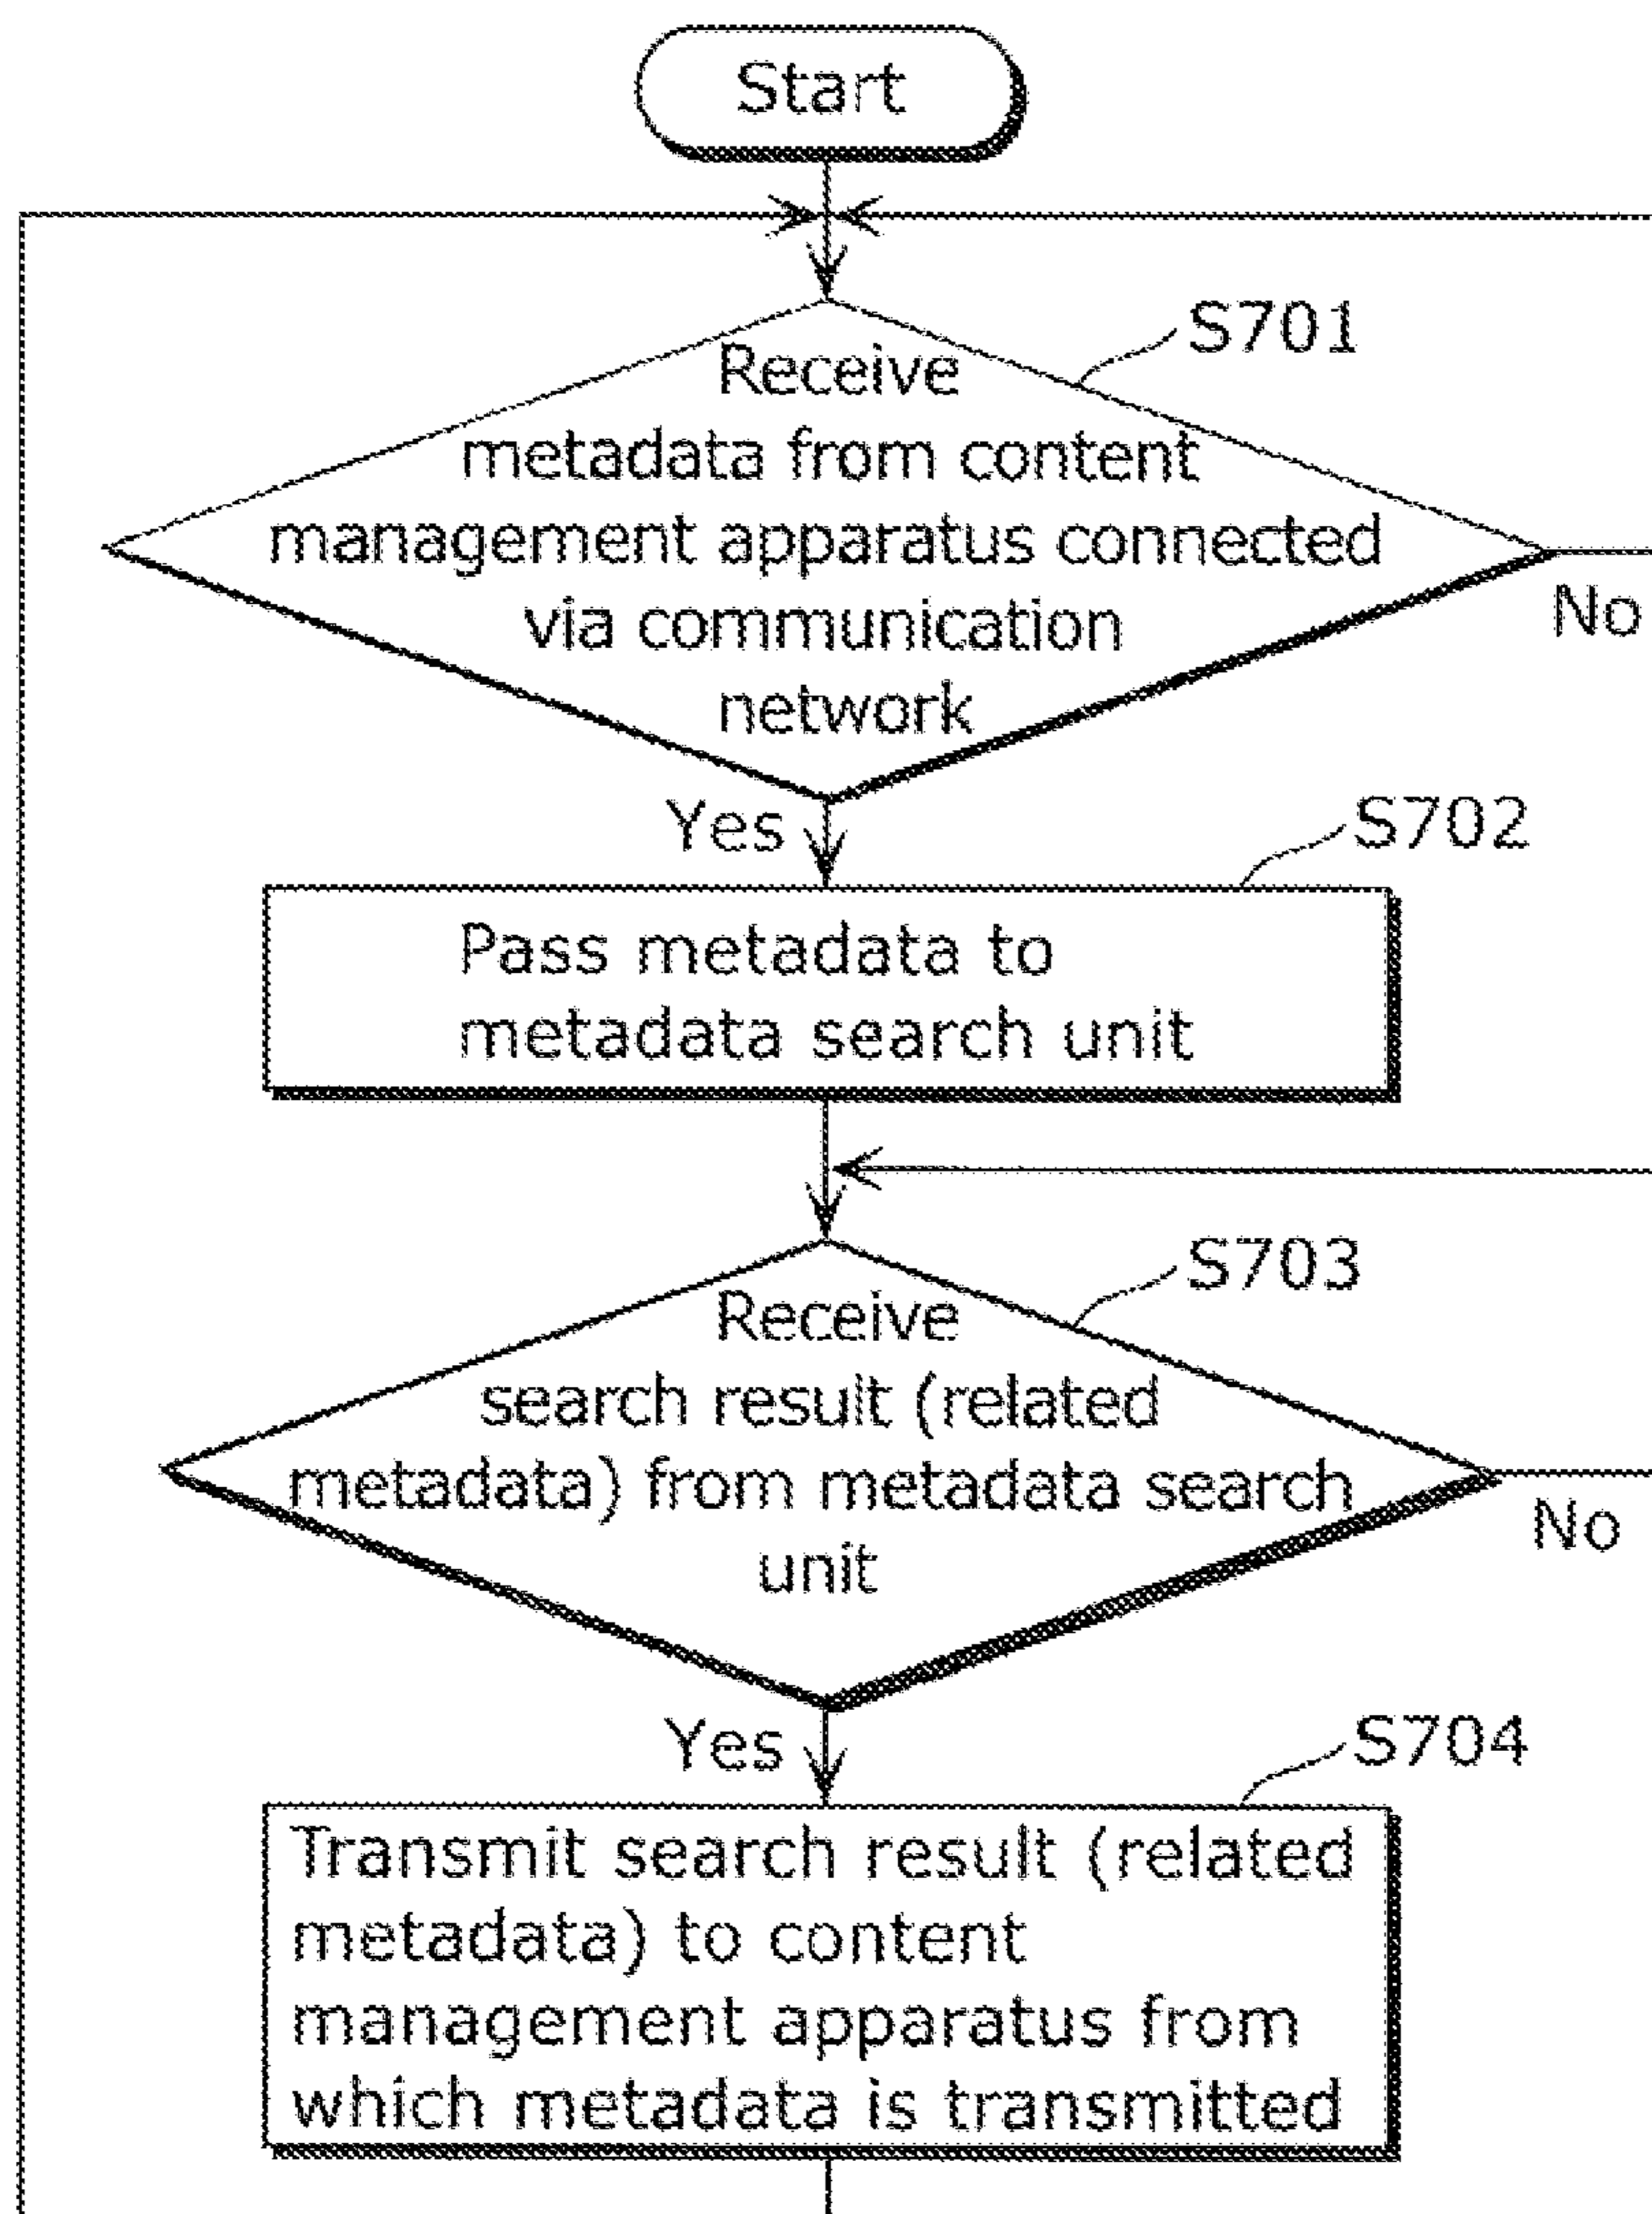 Start
S701
Receive
metadata from content
management apparatus connected
via communication
network
No
Yes
S702
Pass metadata to
metadata search unit
S703
Receive
search result (related
metadata) from metadata search
unit
No
Yes
S704
Transmit search result (related
metadata) to content
management apparatus from
which metadata is transmitted